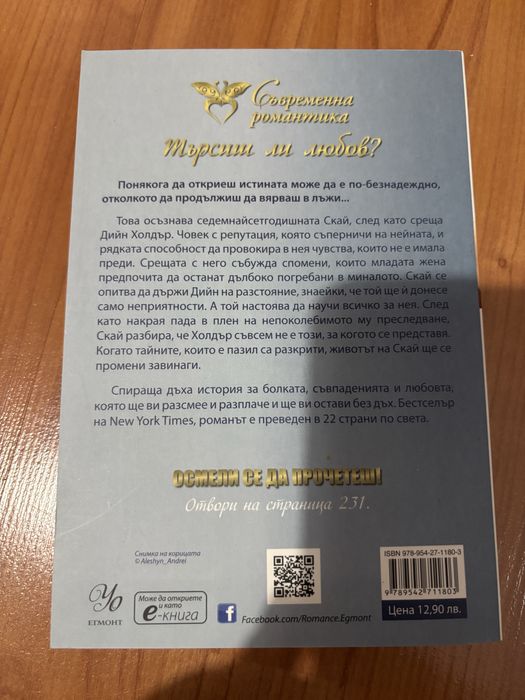 Съвременна
романтика
Търсиш ли любов?
Понякога да откриеш истината може да е по-безнадеждно,
отколкото да продължиш да вярваш в лъжи...
Това осъзнава седемнайсетгодишната Скай, след като среща
Дийн Холдър. Човек с репутация, която съперничи на нейната, и
рядката способност да провокира в нея чувства, които не е имала
преди. Срещата с него събужда спомени, които младата жена
предпочита да останат дълбоко погребани в миналото. Скай се
опитва да държи Дийн на разстояние, знаейки, че той ще ѝ донесе
само неприятности. А той настоява да научи всичко за нея. След
като накрая пада в плен на непоколебимото му преследване,
Скай разбира, че Холдър съвсем не е този, за когото се представя.
Когато тайните, които е пазил са разкрити, животът на Скай ще се
промени завинаги.
Спираща дъха история за болката, съвпаденията и любовта,
която ще ви разсмее и разплаче и ще ви остави без дъх. Бестселър
на New York Times, романът е преведен в 22 страни по света.
ОСМЕЛИ СЕ ДА ПРОЧЕТЕШ!
Отвори на страница 231.
Снимка на корицата
© Aleshyn_Andrei
ЕГМОНТ
Може да откриете
и като
е-книга
f
Facebook.com/Romance.Egmont
ISBN 978-954-27-1180-3
9 789542 711803
Цена 12,90 лв.